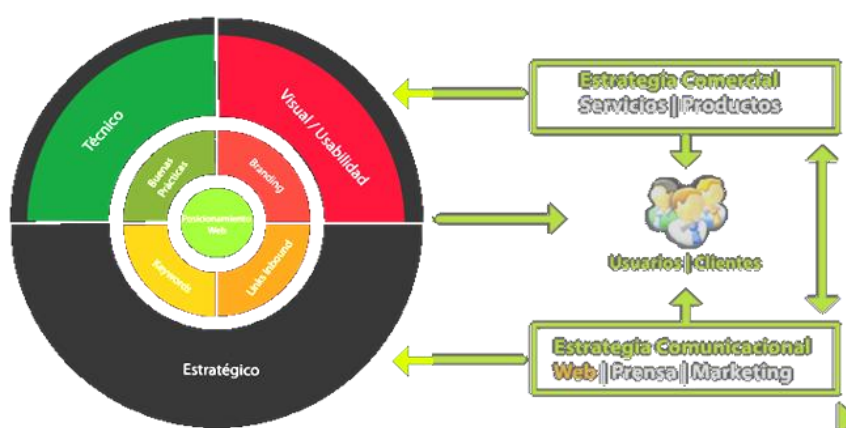 Técnico
Visual / Usabilidad
Buenas
Prácticas
Branding
Posicionamiento
Web
Keywords
Links Inbound
Estratégico
Estrategia Comercial
Servicios | Productos
Usuarios | Clientes
Estrategia Comunicacional
Web | Prensa | Marketing